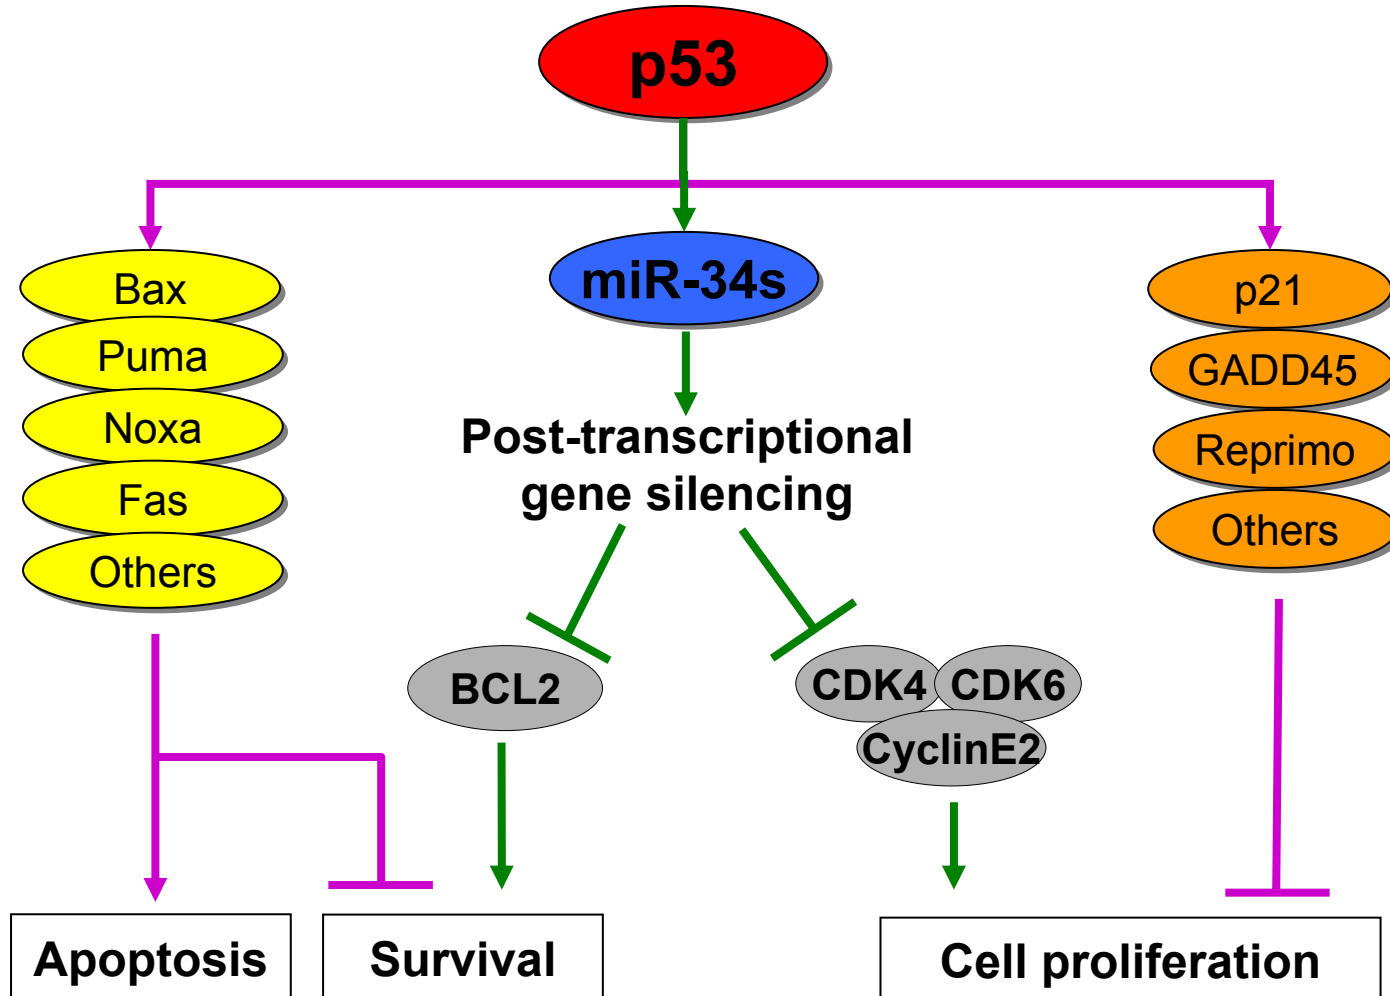 p53
miR-34s
Bax
Puma
Noxa
Fas
Others
Post-transcriptional
gene silencing
p21
GADD45
Reprimo
Others
BCL2
CDK4
CDK6
CyclinE2
Apoptosis
Survival
Cell proliferation